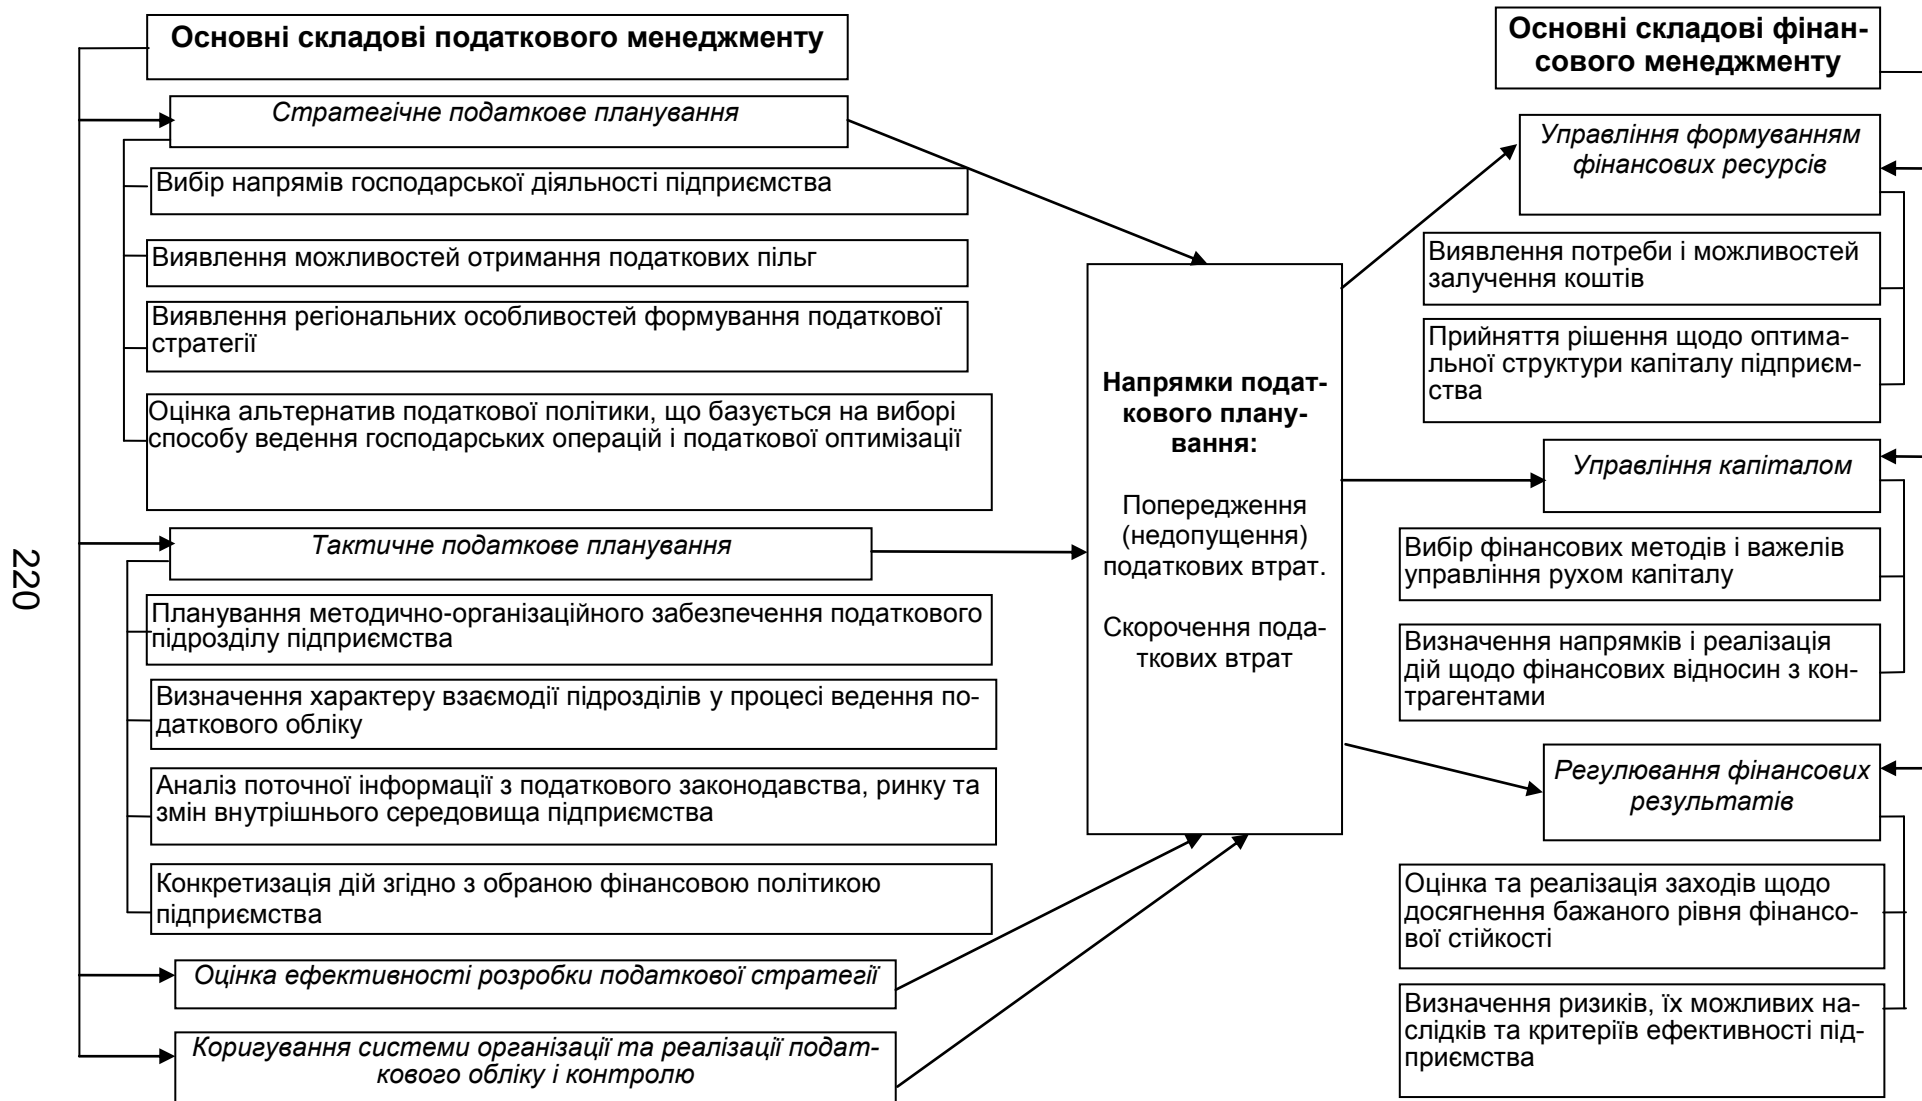 Основні складові податкового менеджменту
Стратегічне податкове планування
Вибір напрямів господарської діяльності підприємства
Виявлення можливостей отримання податкових пільг
Виявлення регіональних особливостей формування податкової
стратегії
Оцінка альтернатив податкової політики, що базується на виборі
способу ведення господарських операцій і податкової оптимізації
Тактичне податкове планування
Планування методично-організаційного забезпечення податкового
підрозділу підприємства
Визначення характеру взаємодії підрозділів у процесі ведення по-
даткового обліку
Аналіз поточної інформації з податкового законодавства, ринку та
змін внутрішнього середовища підприємства
Конкретизація дій згідно з обраною фінансовою політикою
підприємства
Оцінка ефективності розробки податкової стратегії
Коригування системи організації та реалізації подат-
кового обліку і контролю
Напрямки подат-
кового плану-
вання:
Попередження
(недопущення)
податкових втрат.
Скорочення пода-
ткових втрат
Основні складові фінан-
сового менеджменту
Управління формуванням
фінансових ресурсів
Виявлення потреби і можливостей
залучення коштів
Прийняття рішення щодо оптима-
льної структури капіталу підприєм-
ства
Управління капіталом
Вибір фінансових методів і важелів
управління рухом капіталу
Визначення напрямків і реалізація
дій щодо фінансових відносин з кон-
трагентами
Регулювання фінансових
результатів
Оцінка та реалізація заходів щодо
досягнення бажаного рівня фінансо-
вої стійкості
Визначення ризиків, їх можливих на-
слідків та критеріїв ефективності під-
приємства
220